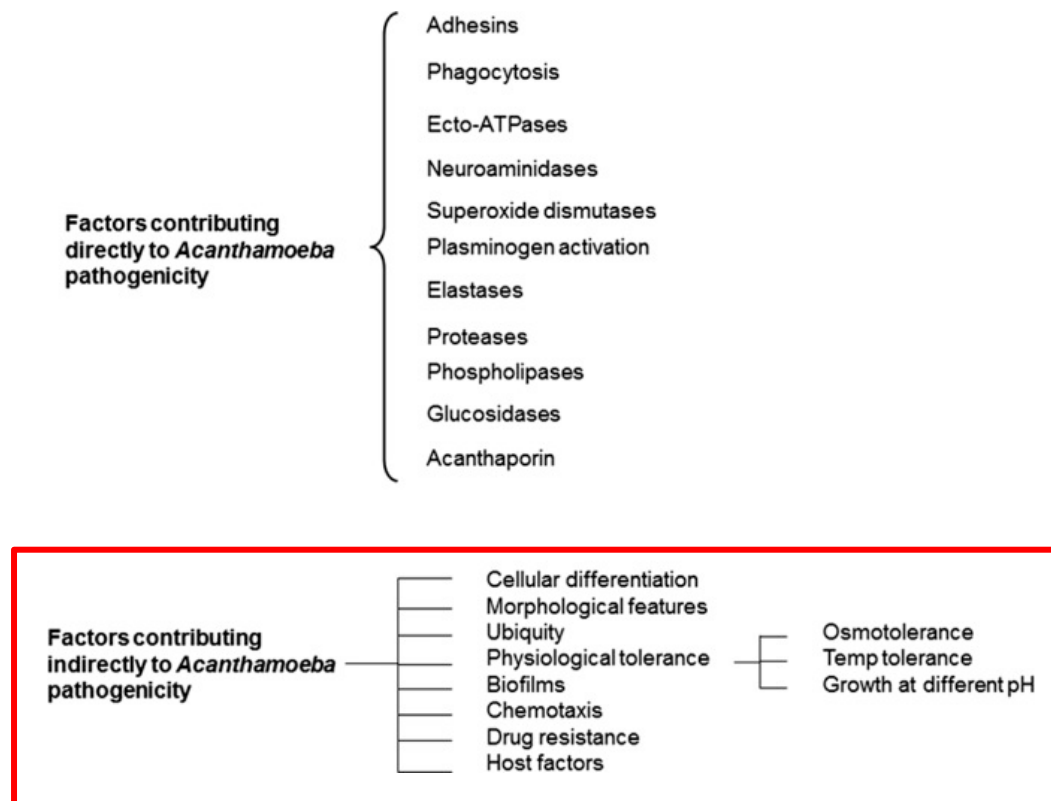 Adhesins
Phagocytosis
Ecto-ATPases
Neuroaminidases
Superoxide dismutases
Factors contributing
directly to Acanthamoeba
pathogenicity
Plasminogen activation
Elastases
Proteases
Phospholipases
Glucosidases
Acanthaporin
Factors contributing
indirectly to Acanthamoeba
pathogenicity
Cellular differentiation
Morphological features
Ubiquity
Physiological tolerance
Biofilms
Chemotaxis
Drug resistance
Host factors
Osmotolerance
Temp tolerance
Growth at different pH